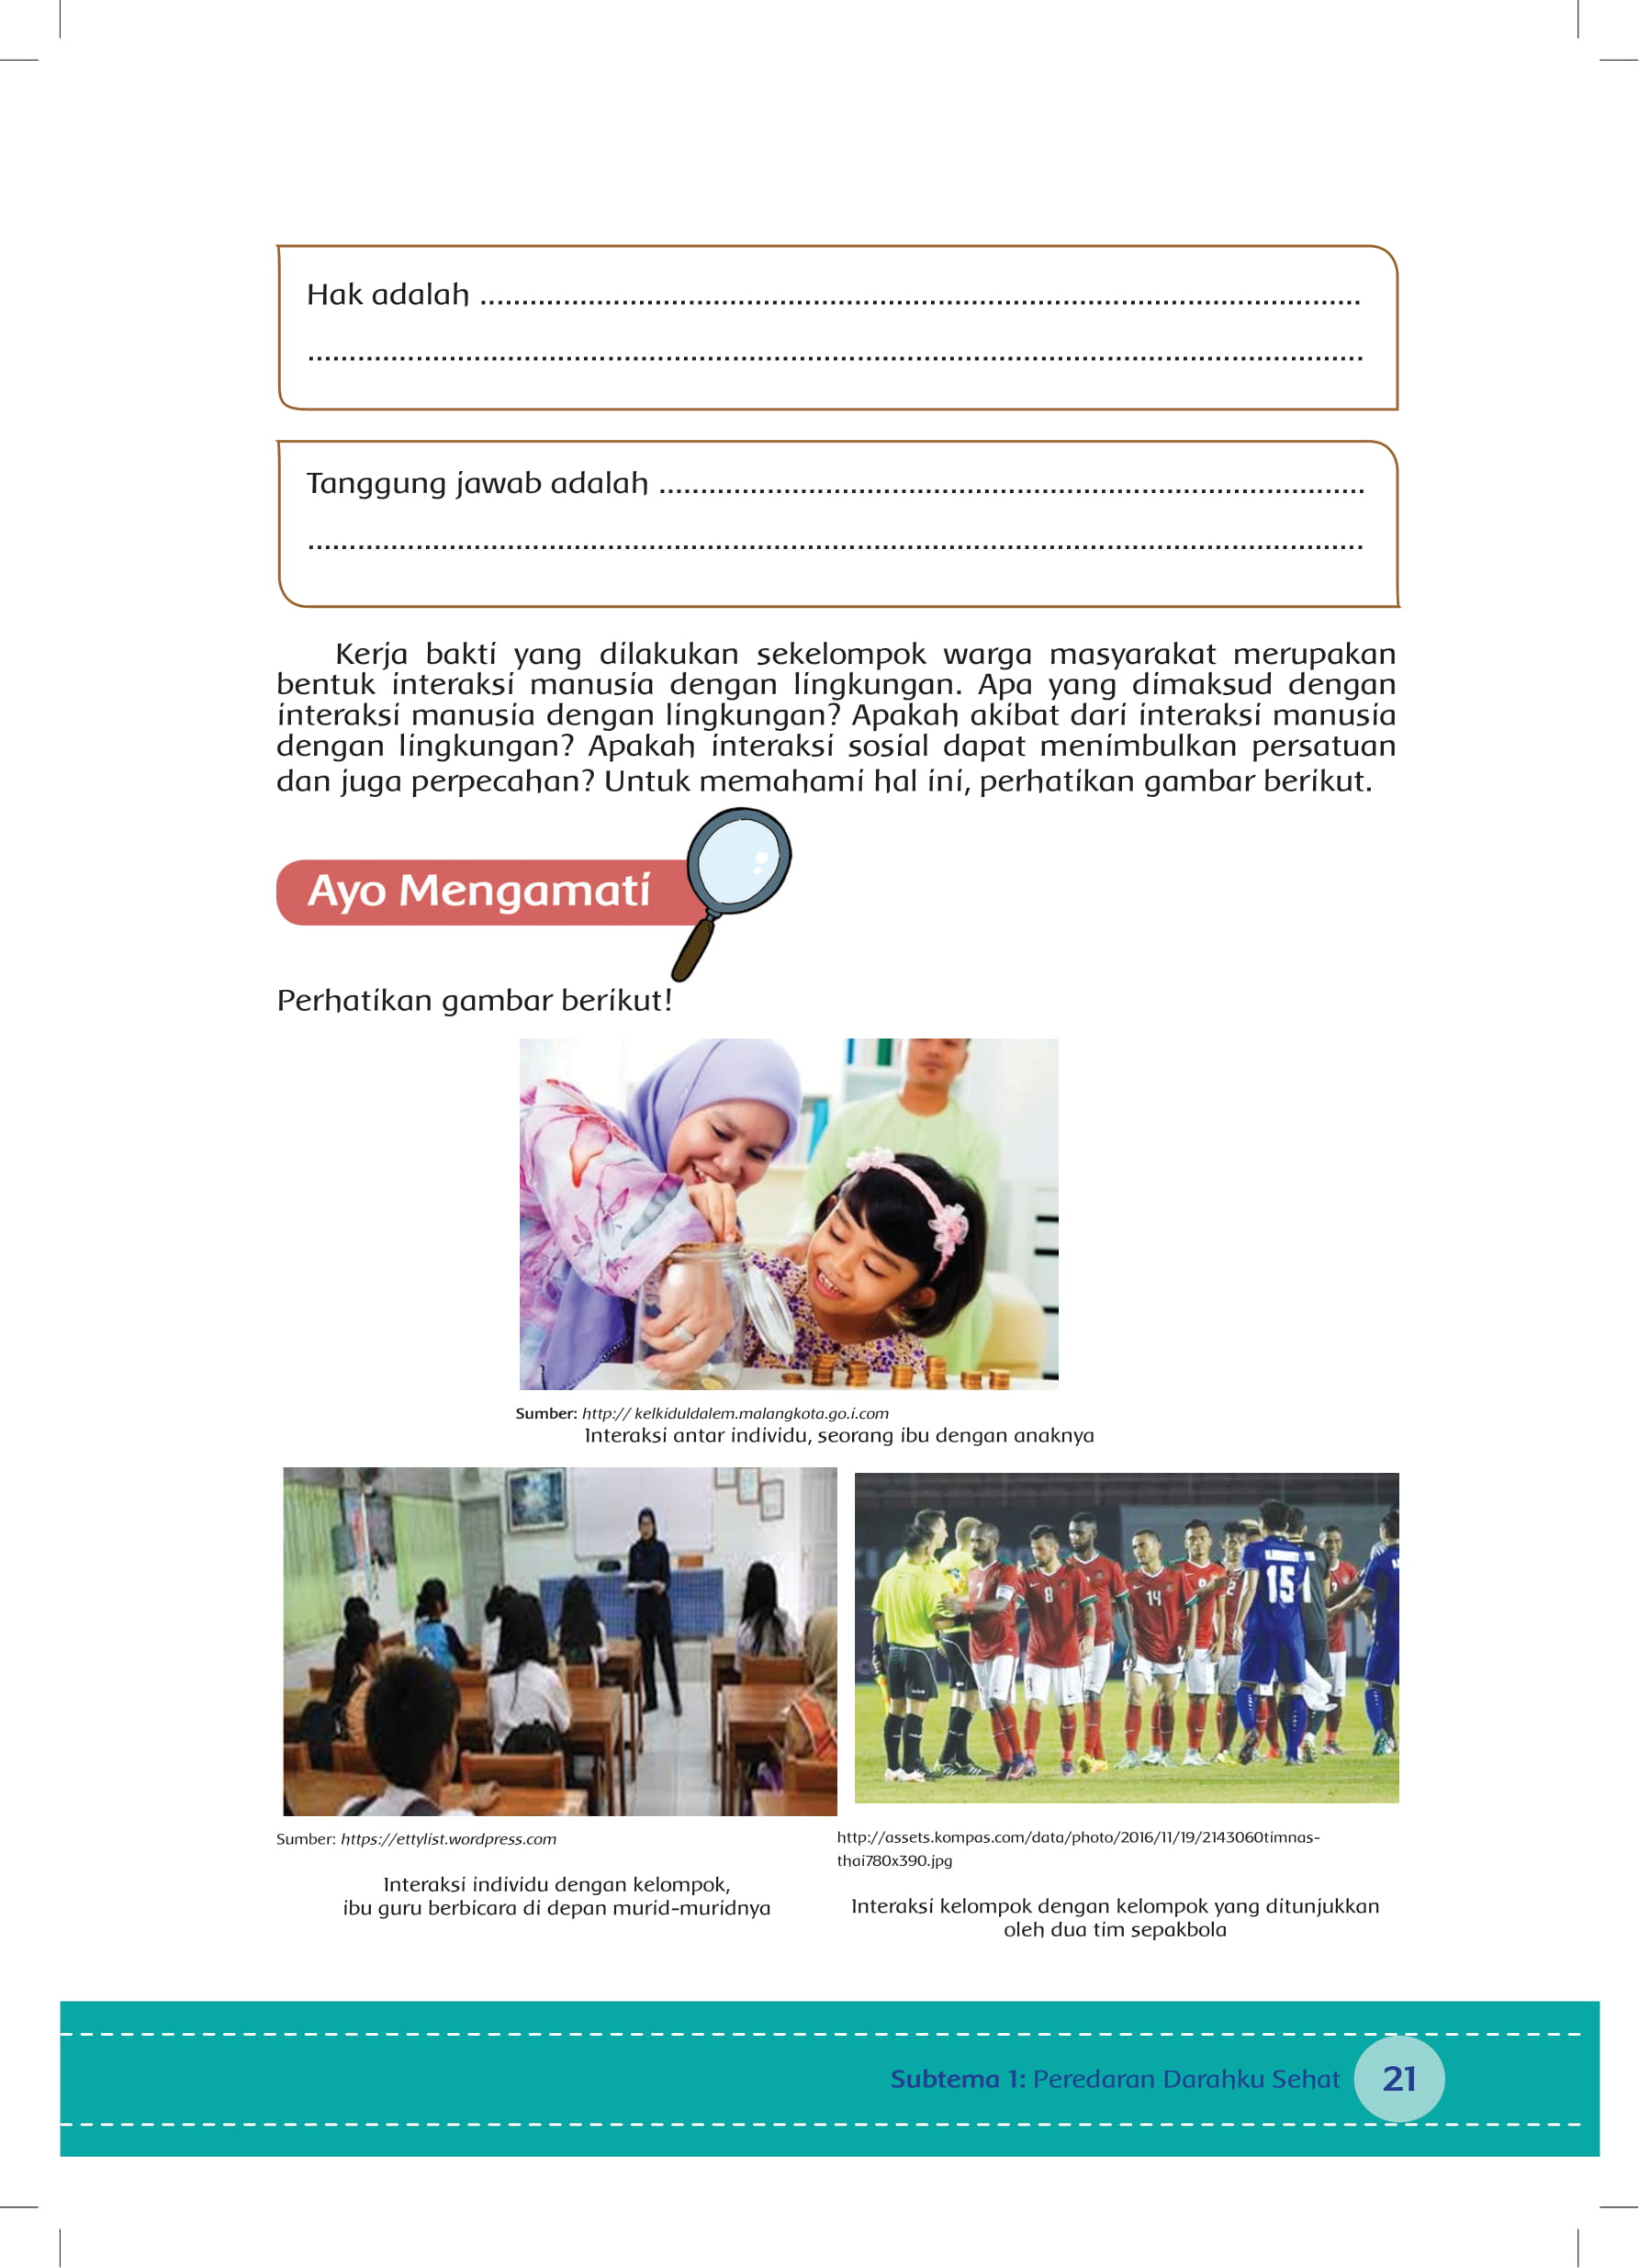 Hak adalah ..........................................................................................................
...............................................................................................................................
Tanggung jawab adalah .....................................................................................
...............................................................................................................................
Kerja bakti yang dilakukan sekelompok warga masyarakat merupakan
bentuk interaksi manusia dengan lingkungan. Apa yang dimaksud dengan
interaksi manusia dengan lingkungan? Apakah akibat dari interaksi manusia
dengan lingkungan? Apakah interaksi sosial dapat menimbulkan persatuan
dan juga perpecahan? Untuk memahami hal ini, perhatikan gambar berikut.
Ayo Mengamati
Perhatikan gambar berikut!
Sumber: http:// kelkiduldalem.malangkota.go.i.com
Interaksi antar individu, seorang ibu dengan anaknya
7
8
14
15
Sumber: https://ettylist.wordpress.com
Interaksi individu dengan kelompok,
ibu guru berbicara di depan murid-muridnya
http://assets.kompas.com/data/photo/2016/11/19/2143060timnas-
thai780x390.jpg
Interaksi kelompok dengan kelompok yang ditunjukkan
oleh dua tim sepakbola
Subtema 1: Peredaran Darahku Sehat 21